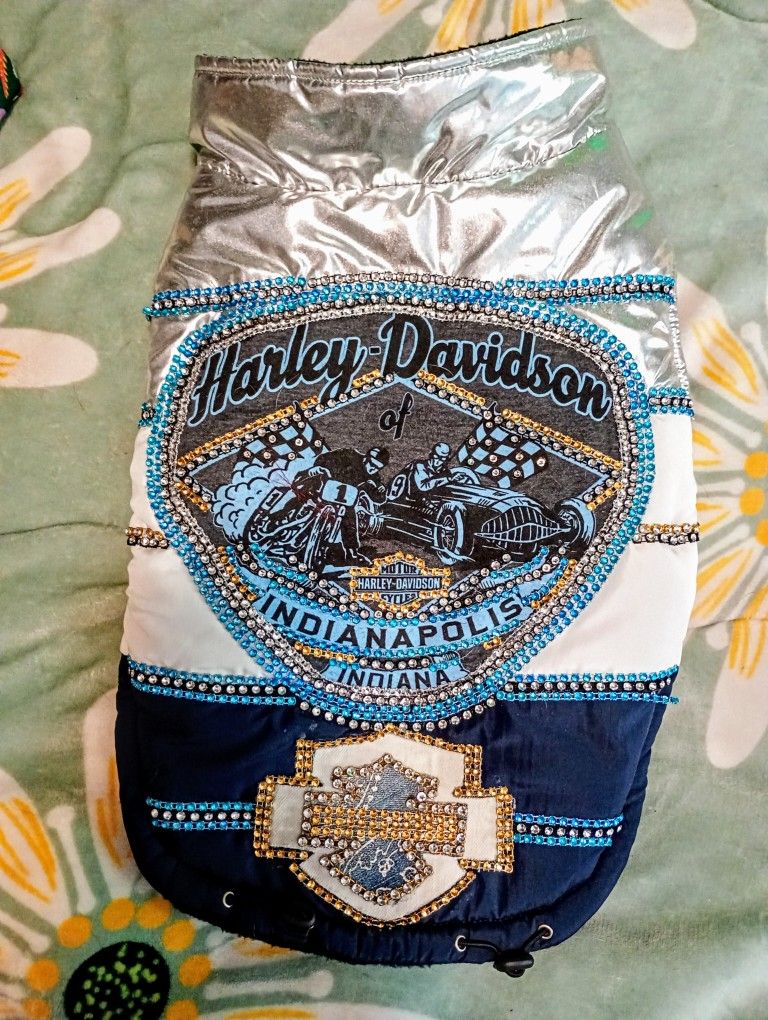 Harley-Davidson
of
1
MOTOR
HARLEY-DAVIDSON
CYCLES
INDIANAPOLIS
INDIANA